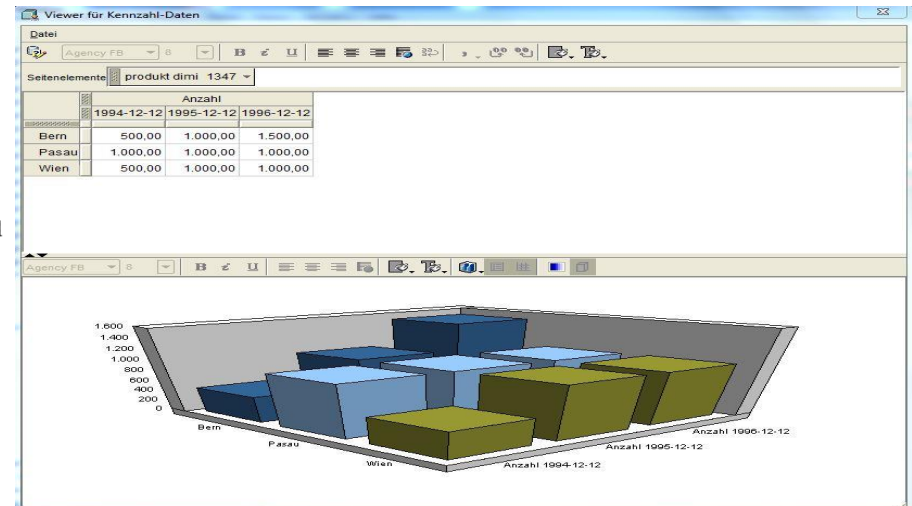 Viewer für Kennzahl-Daten
Datei
Agency FB 8 B U
Seitenelemente produkt dimi 1347
Anzahl
1994-12-12 1995-12-12 1996-12-12
Bern 500,00 1.000,00 1.500,00
Pasau 1.000,00 1.000,00 1.000,00
Wien 500,00 1.000,00 1.000,00
Agency FB 8 B U
1.600
1.400
1.200
1.000
800
600
400
200
0
Bern
Pasau
Wien
Anzahl 1994-12-12
Anzahl 1995-12-12
Anzahl 1996-12-12